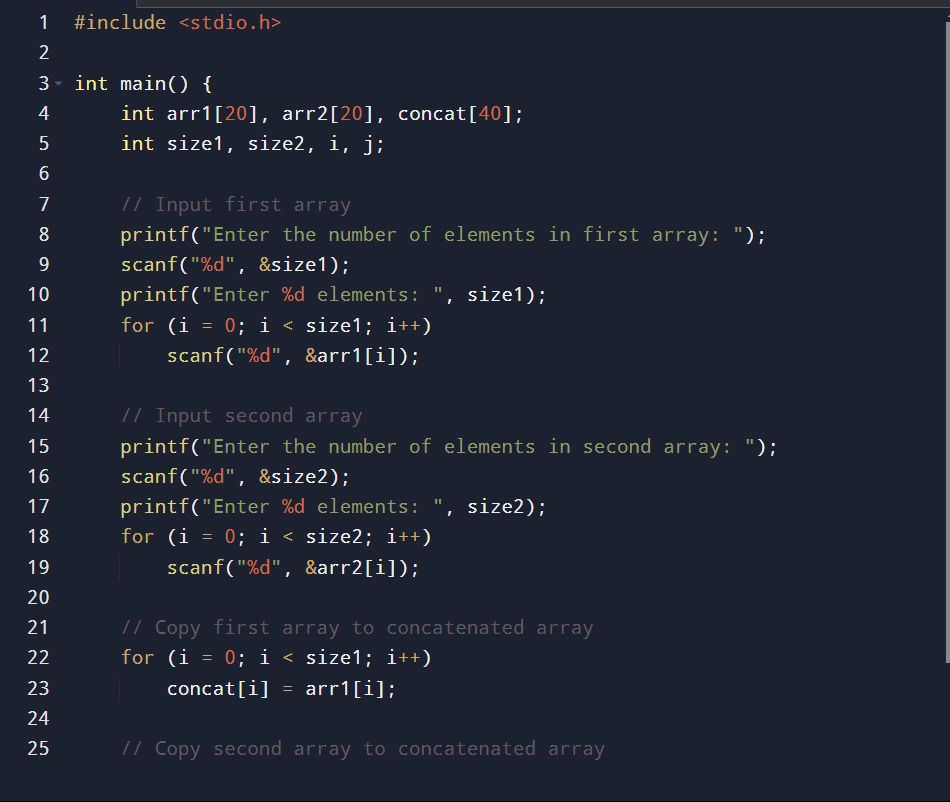 1 #include <stdio.h>
2
3 int main() {
4     int arr1[20], arr2[20], concat[40];
5     int size1, size2, i, j;
6
7     // Input first array
8     printf("Enter the number of elements in first array: ");
9     scanf("%d", &size1);
10     printf("Enter %d elements: ", size1);
11     for (i = 0; i < size1; i++)
12         scanf("%d", &arr1[i]);
13
14     // Input second array
15     printf("Enter the number of elements in second array: ");
16     scanf("%d", &size2);
17     printf("Enter %d elements: ", size2);
18     for (i = 0; i < size2; i++)
19         scanf("%d", &arr2[i]);
20
21     // Copy first array to concatenated array
22     for (i = 0; i < size1; i++)
23         concat[i] = arr1[i];
24
25     // Copy second array to concatenated array